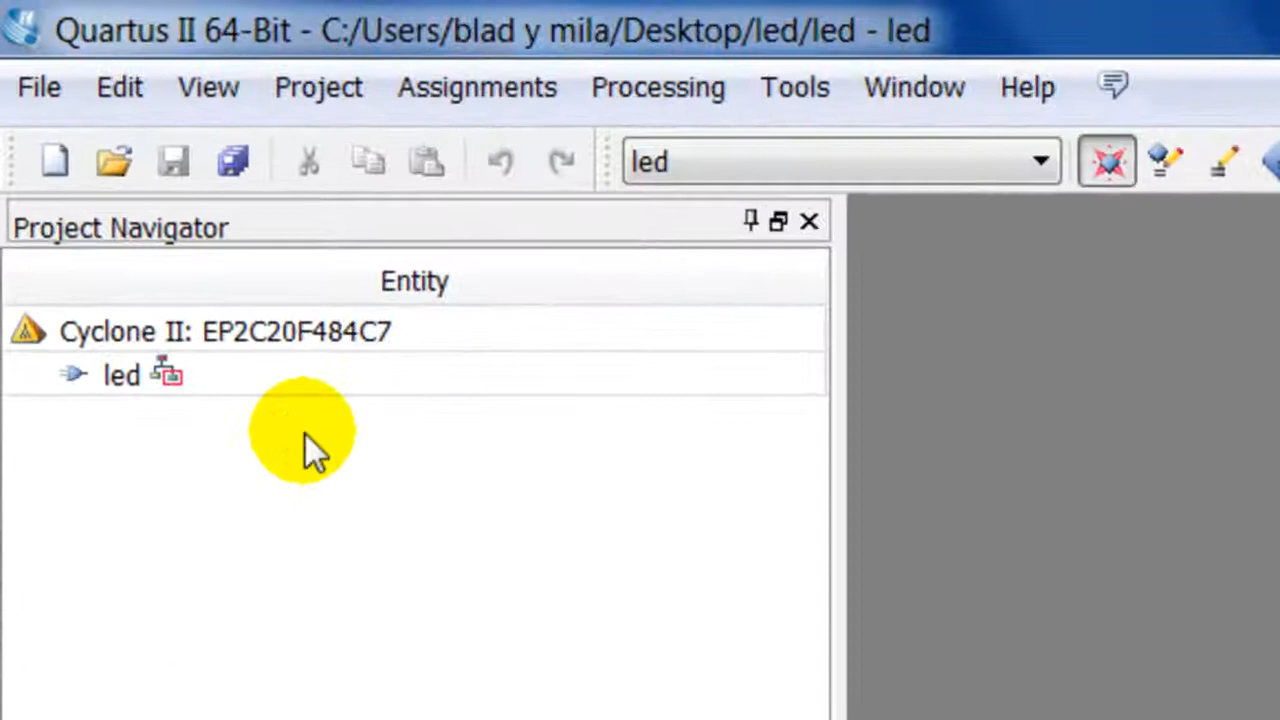 Quartus II 64-Bit - C:/Users/blad y mila/Desktop/led/led - led
File Edit View Project Assignments Processing Tools Window Help
led
Project Navigator
Entity
Cyclone II: EP2C20F484C7
led